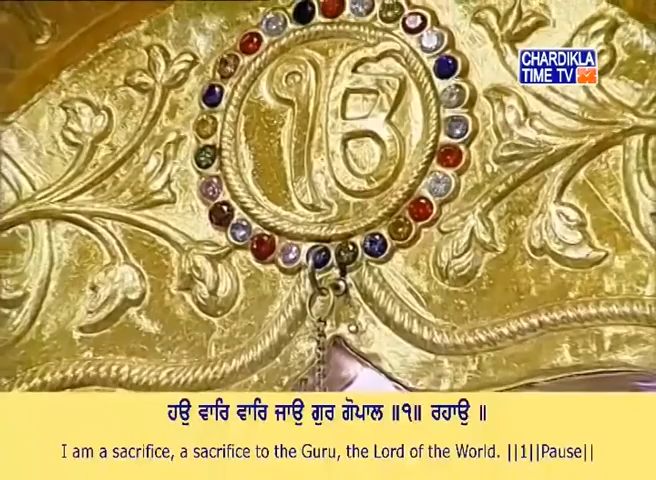 CHARDIKLA
TIME TV
ੴ
ਹਉ ਵਾਰਿ ਵਾਰਿ ਜਾਉ ਗੁਰ ਗੋਪਾਲ ॥੧॥ ਰਹਾਉ ॥
I am a sacrifice, a sacrifice to the Guru, the Lord of the World. ||1||Pause||